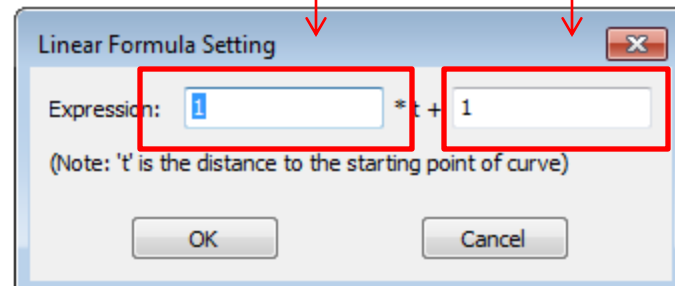 Linear Formula Setting
Expression: 1 * t + 1
(Note: 't' is the distance to the starting point of curve)
OK Cancel